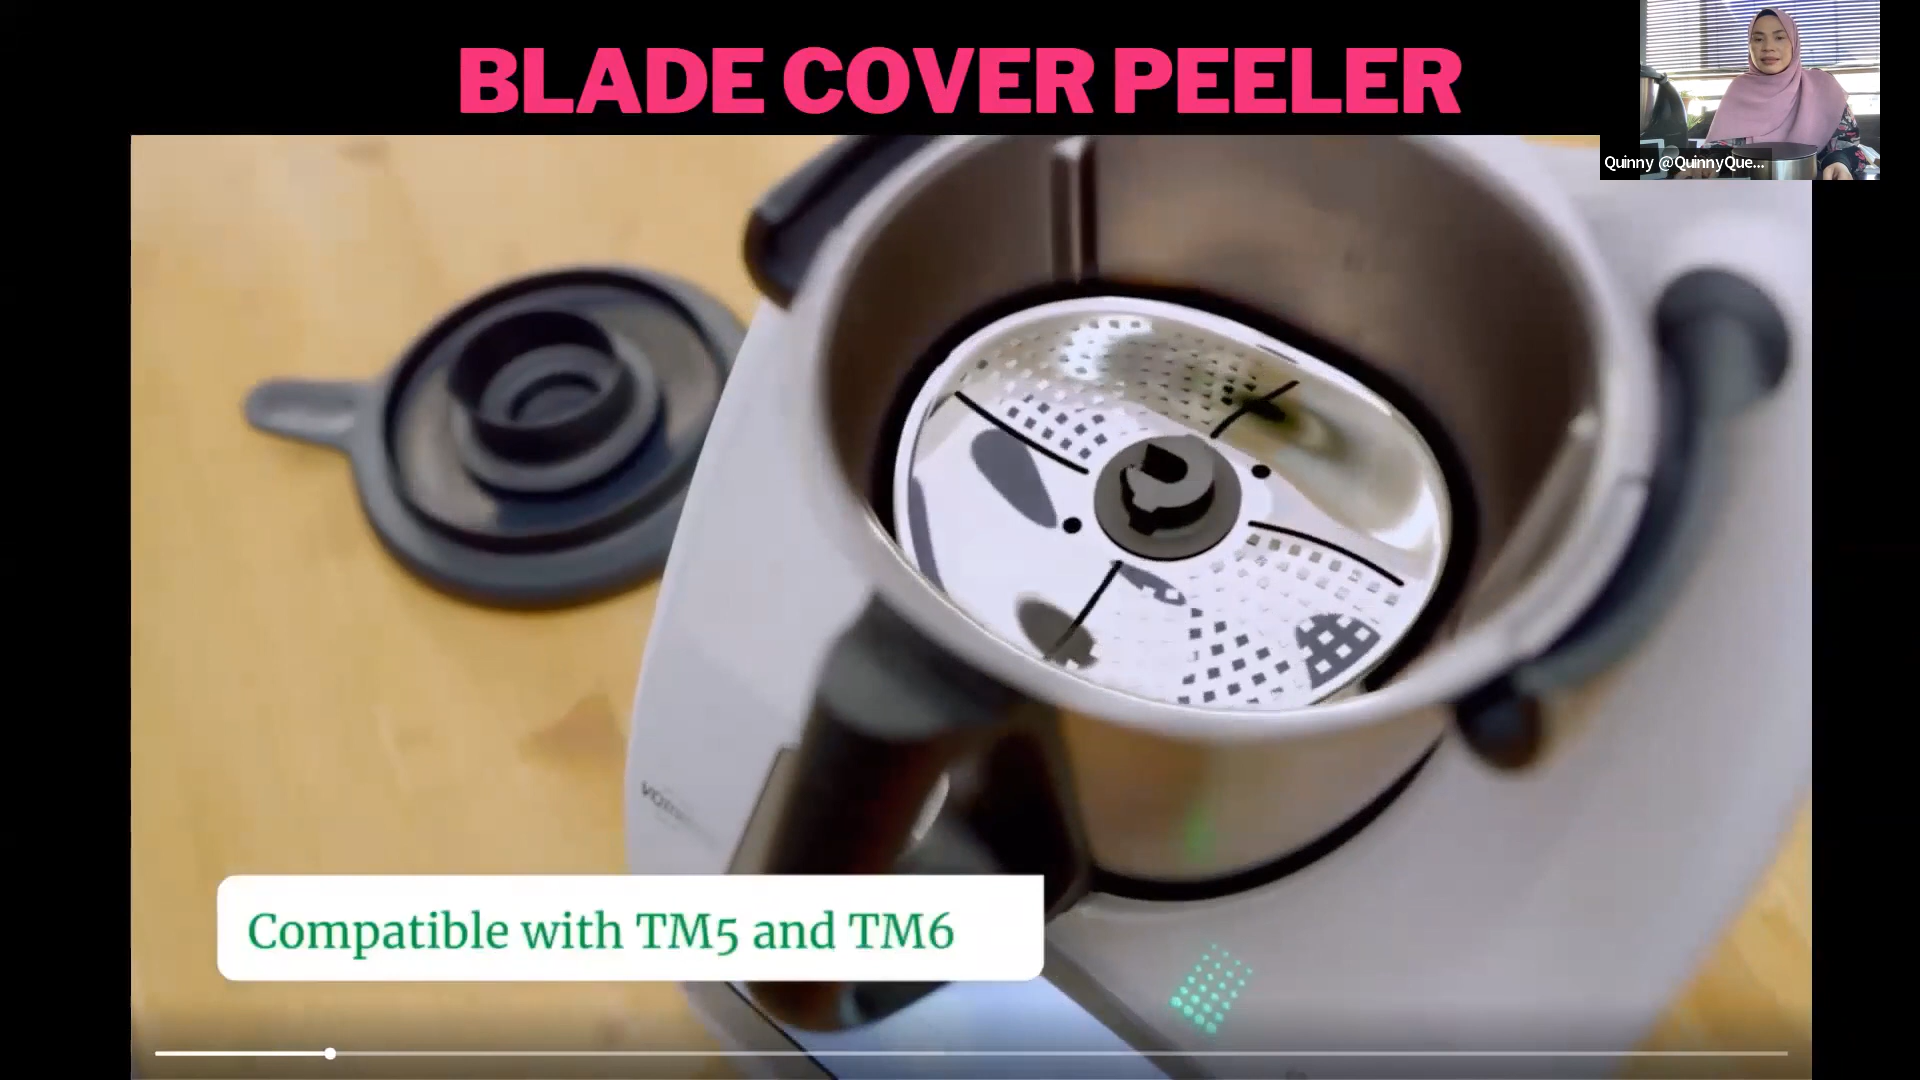 BLADE COVER PEELER
Quinny @QuinnyQue...
Compatible with TM5 and TM6